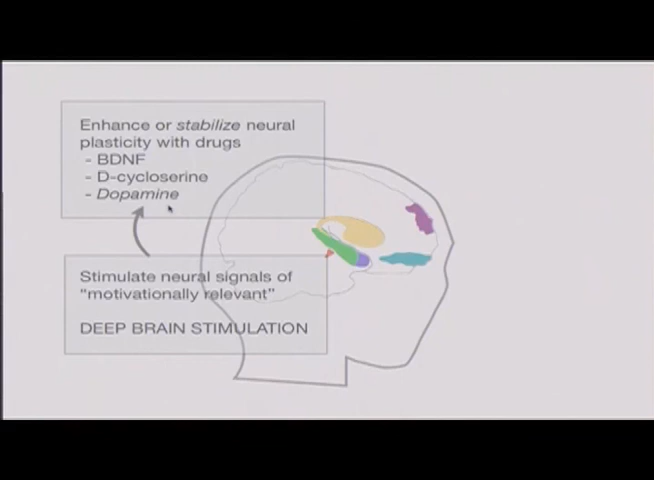 Enhance or stabilize neural
plasticity with drugs
- BDNF
- D-cycloserine
- Dopamine
Stimulate neural signals of
"motivationally relevant"
DEEP BRAIN STIMULATION